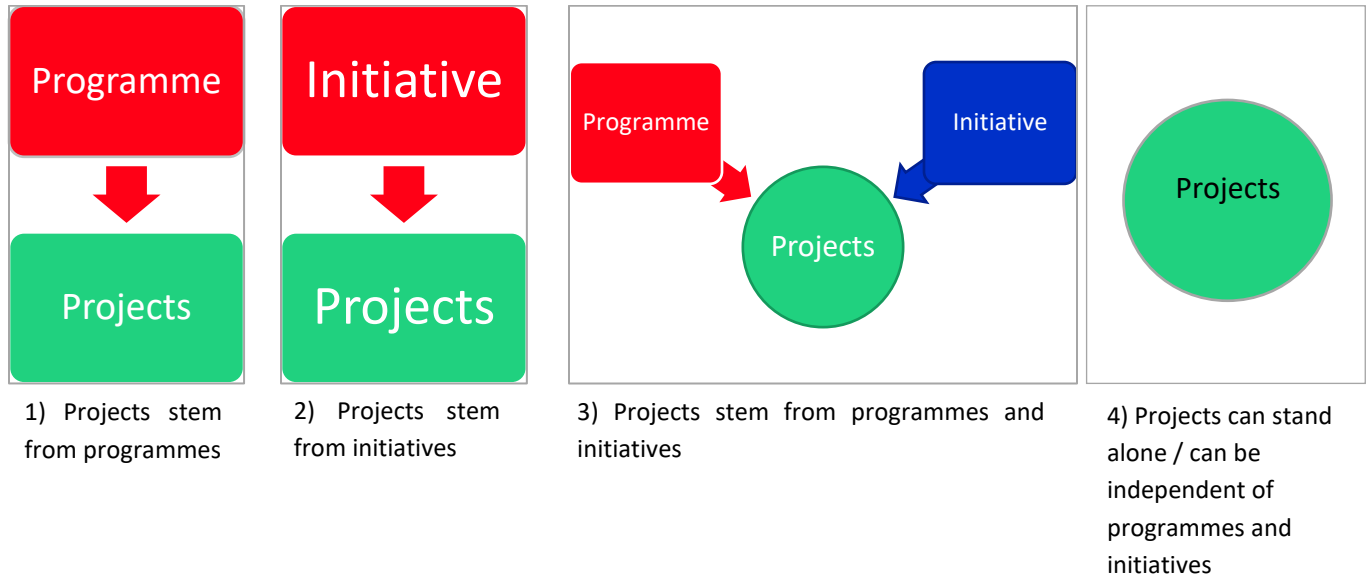 Programme
Projects
1) Projects stem
from programmes
Initiative
Projects
2) Projects stem
from initiatives
Programme
Initiative
Projects
3) Projects stem from programmes and
initiatives
Projects
4) Projects can stand
alone / can be
independent of
programmes and
initiatives